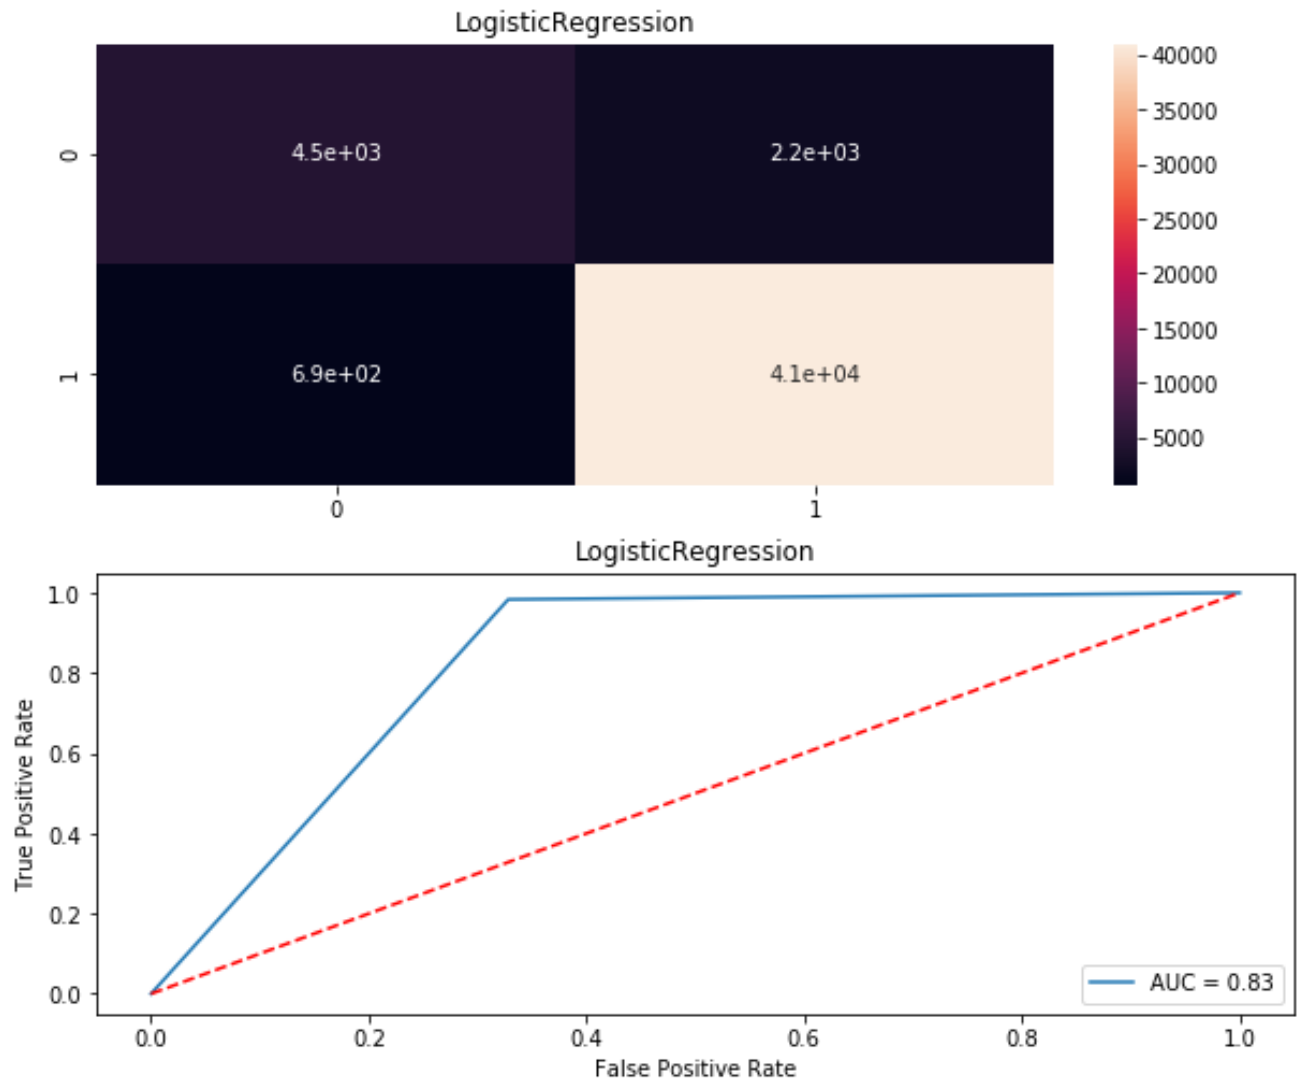 LogisticRegression
0
4.5e+03
2.2e+03
1
6.9e+02
4.1e+04
0
1
40000
35000
30000
25000
20000
15000
10000
5000
LogisticRegression
True Positive Rate
1.0
0.8
0.6
0.4
0.2
0.0
AUC = 0.83
0.0
0.2
0.4
0.6
0.8
1.0
False Positive Rate